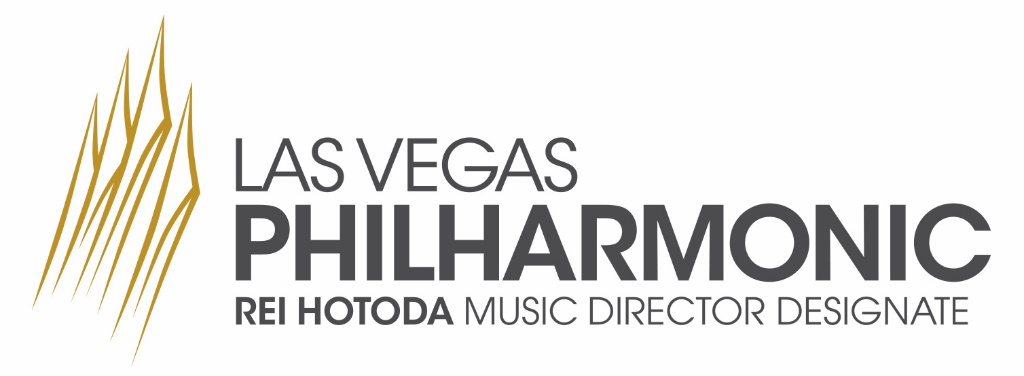 LAS VEGAS
PHILHARMONIC
REI HOTODA MUSIC DIRECTOR DESIGNATE